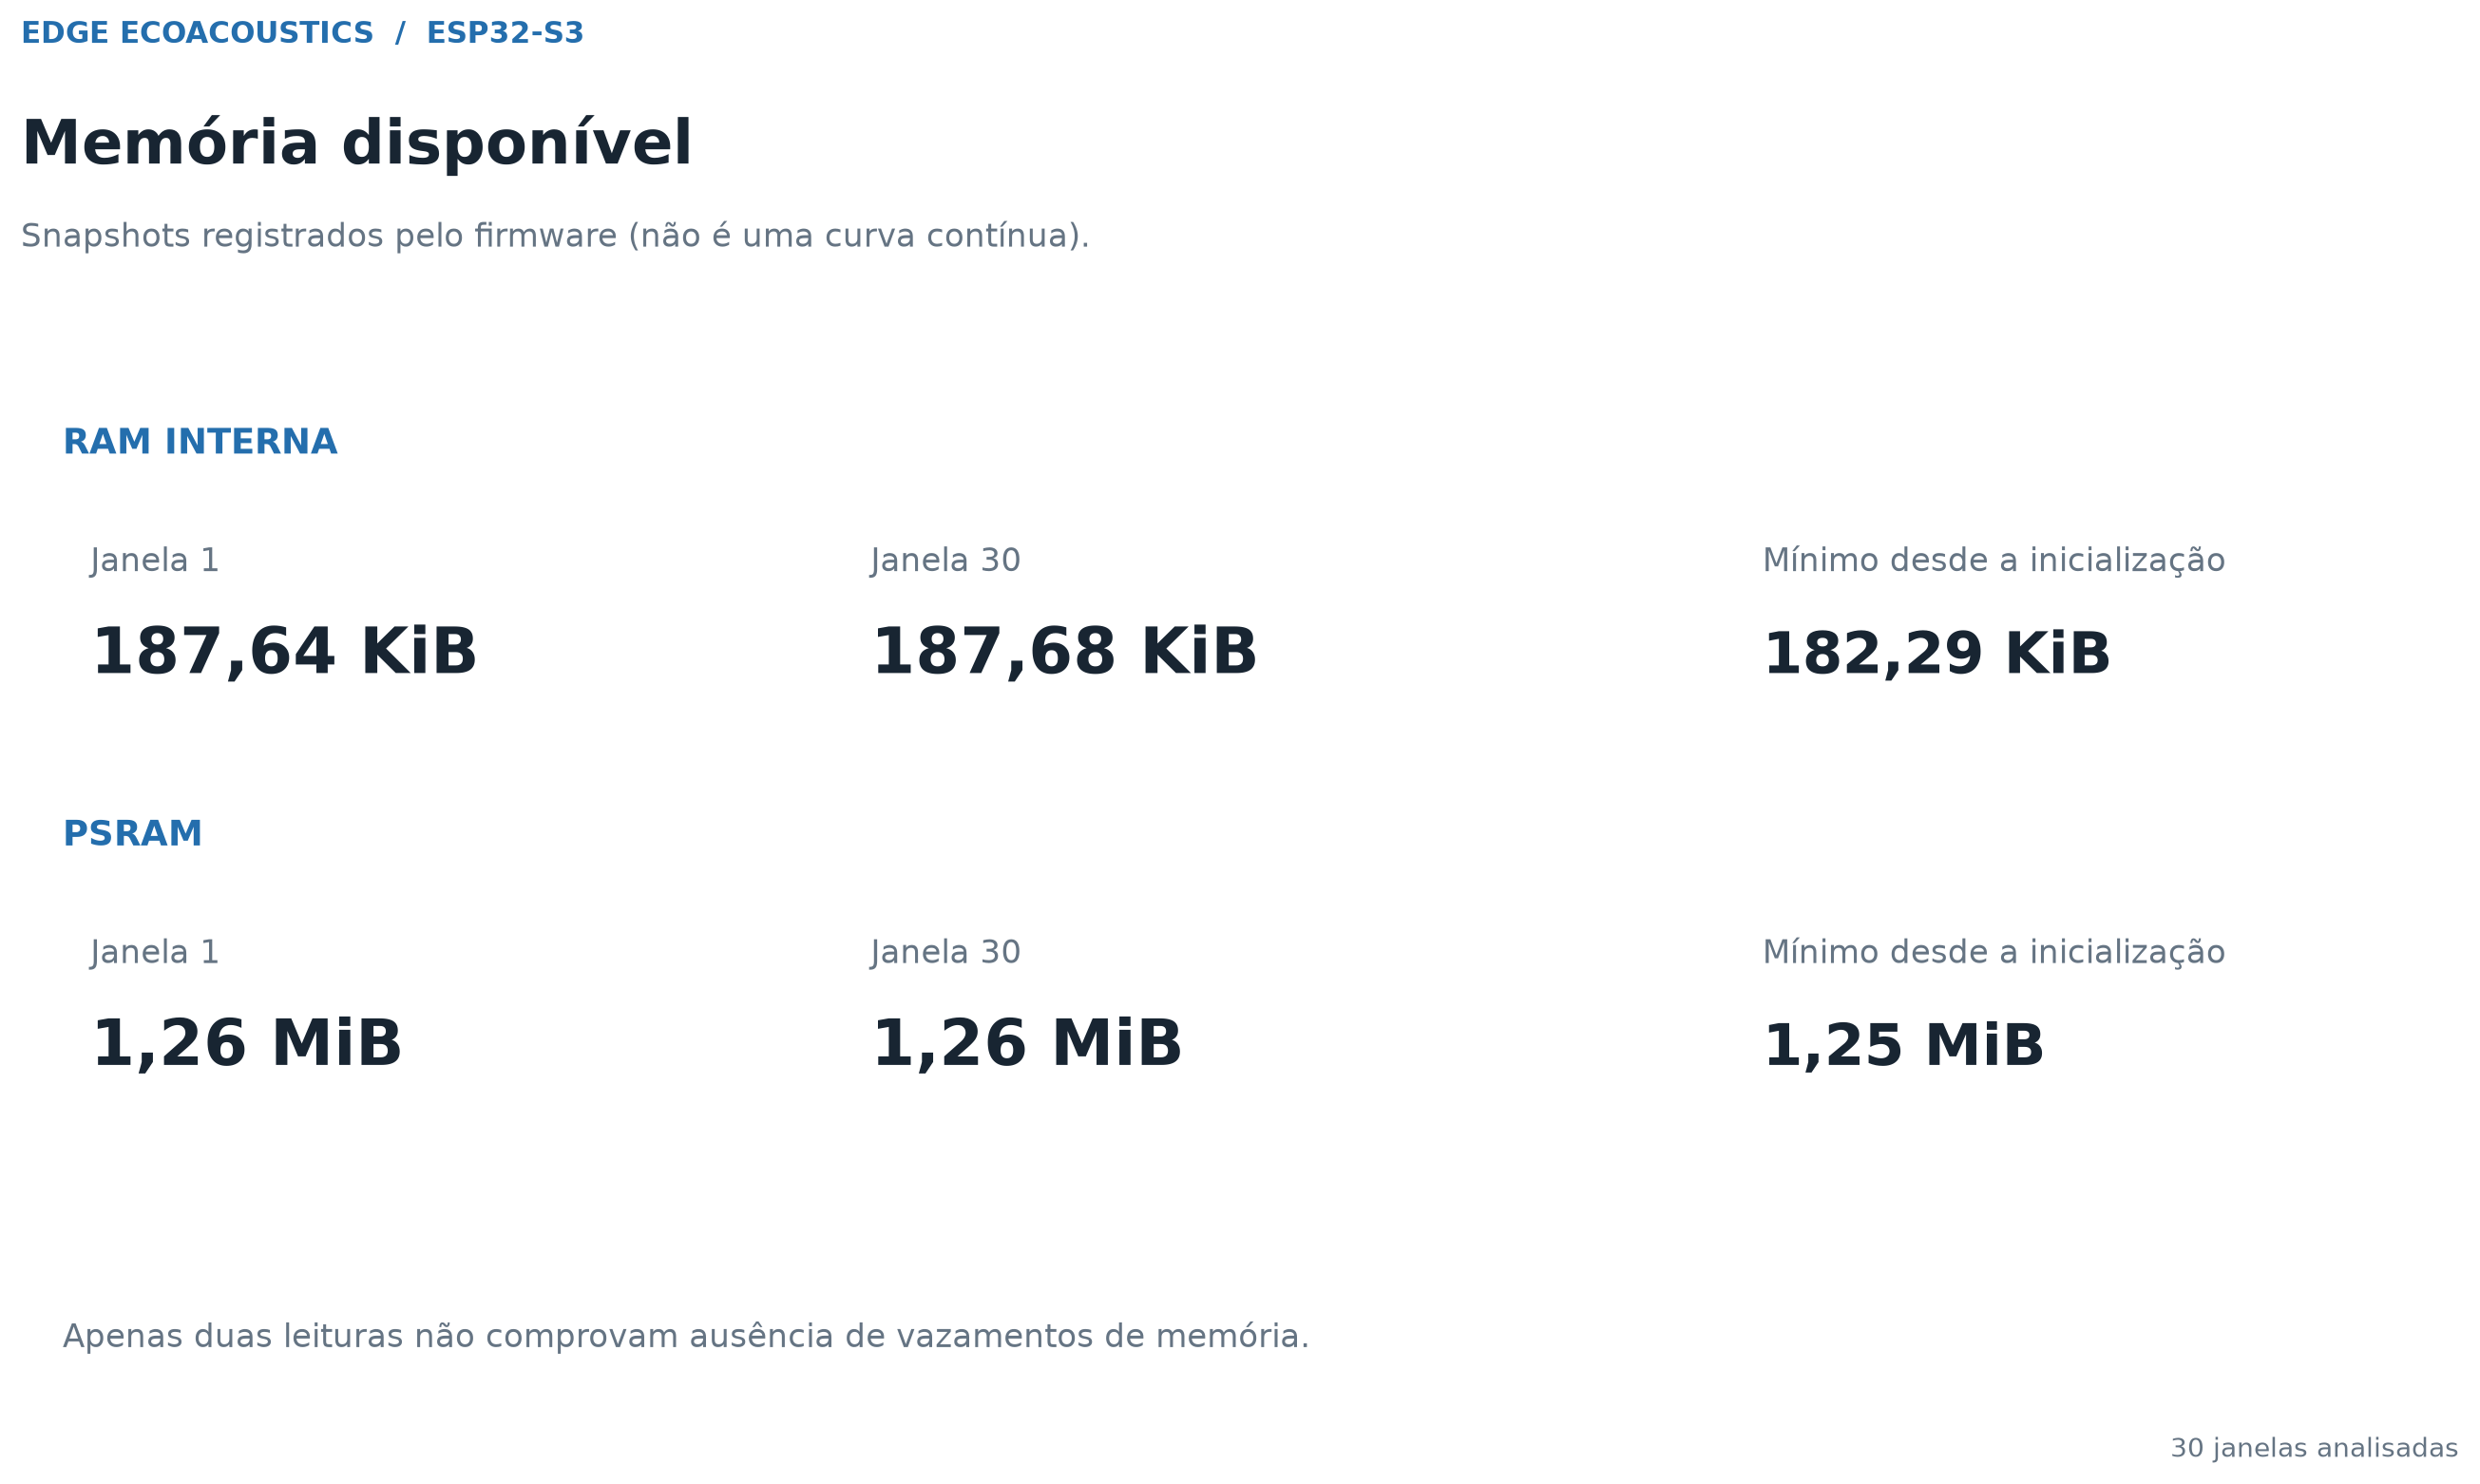 EDGE ECOACOUSTICS / ESP32-S3
Memória disponível
Snapshots registrados pelo firmware (não é uma curva contínua).
RAM INTERNA
Janela 1
Janela 30
Mínimo desde a inicialização
187,64 KiB
187,68 KiB
182,29 KiB
PSRAM
Janela 1
Janela 30
Mínimo desde a inicialização
1,26 MiB
1,26 MiB
1,25 MiB
Apenas duas leituras não comprovam ausência de vazamentos de memória.
30 janelas analisadas